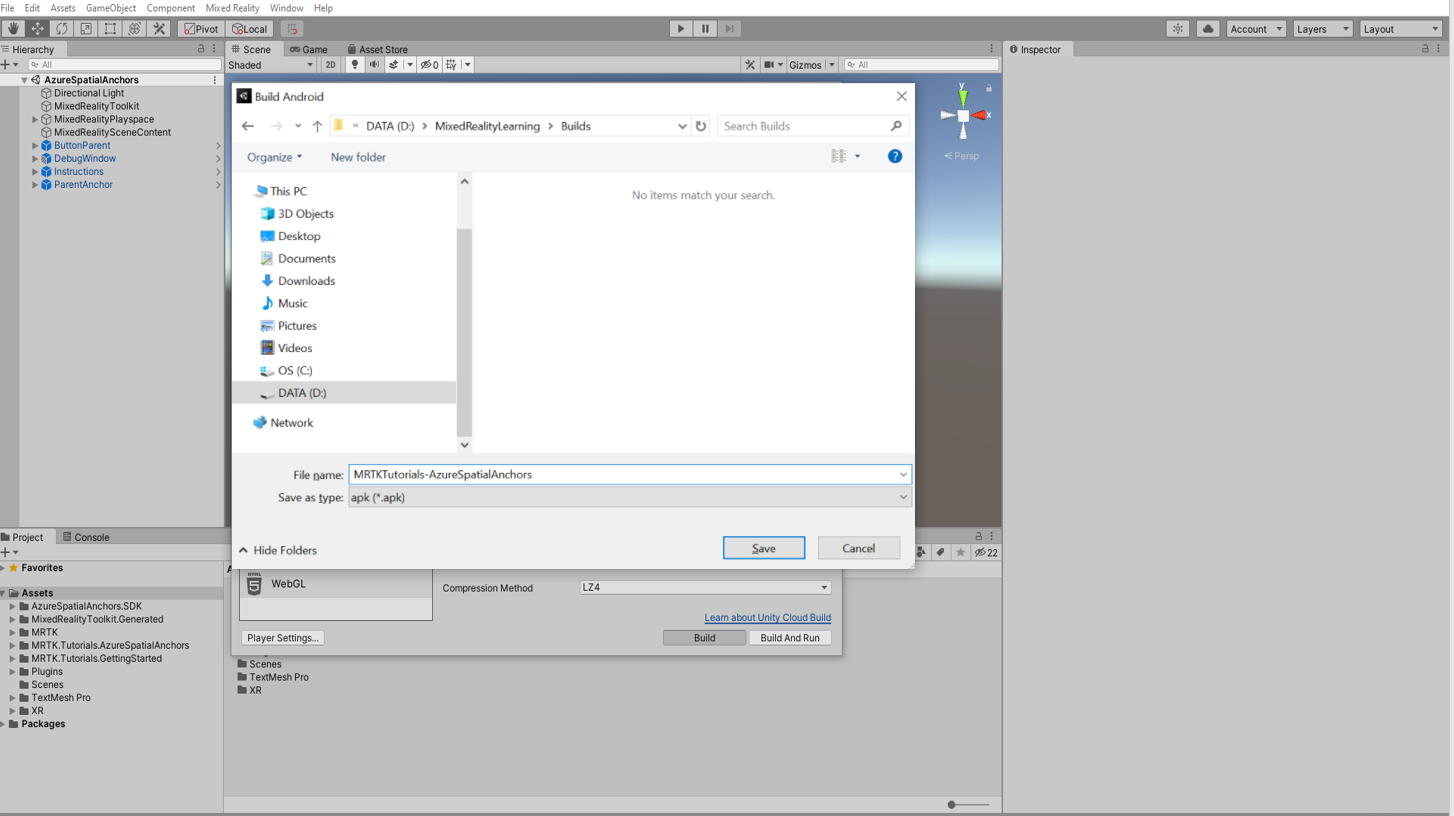 File Edit Assets GameObject Component Mixed Reality Window Help
Pivot Local Account Layers Layout
Hierarchy Scene Game Asset Store Inspector
All Shaded 2D 0 Gizmos All
AzureSpatialAnchors
Directional Light
MixedRealityToolkit
MixedRealityPlayspace
MixedRealitySceneContent
ButtonParent
DebugWindow
Instructions
ParentAnchor
y
x
Persp
Build Android
« DATA (D:) > MixedRealityLearning > Builds Search Builds
Organize New folder ?
This PC
3D Objects
Desktop
Documents
Downloads
Music
Pictures
Videos
OS (C:)
DATA (D:)
Network
No items match your search.
File name: MRTKTutorials-AzureSpatialAnchors
Save as type: apk (*.apk)
Hide Folders Save Cancel
HTML
5
WebGL
Compression Method LZ4
Learn about Unity Cloud Build
Player Settings... Build Build And Run
Project Console
22
Favorites
Assets
AzureSpatialAnchors.SDK
MixedRealityToolkit.Generated
MRTK
MRTK.Tutorials.AzureSpatialAnchors
MRTK.Tutorials.GettingStarted
Plugins
Scenes
TextMesh Pro
XR
Packages
Scenes
TextMesh Pro
XR